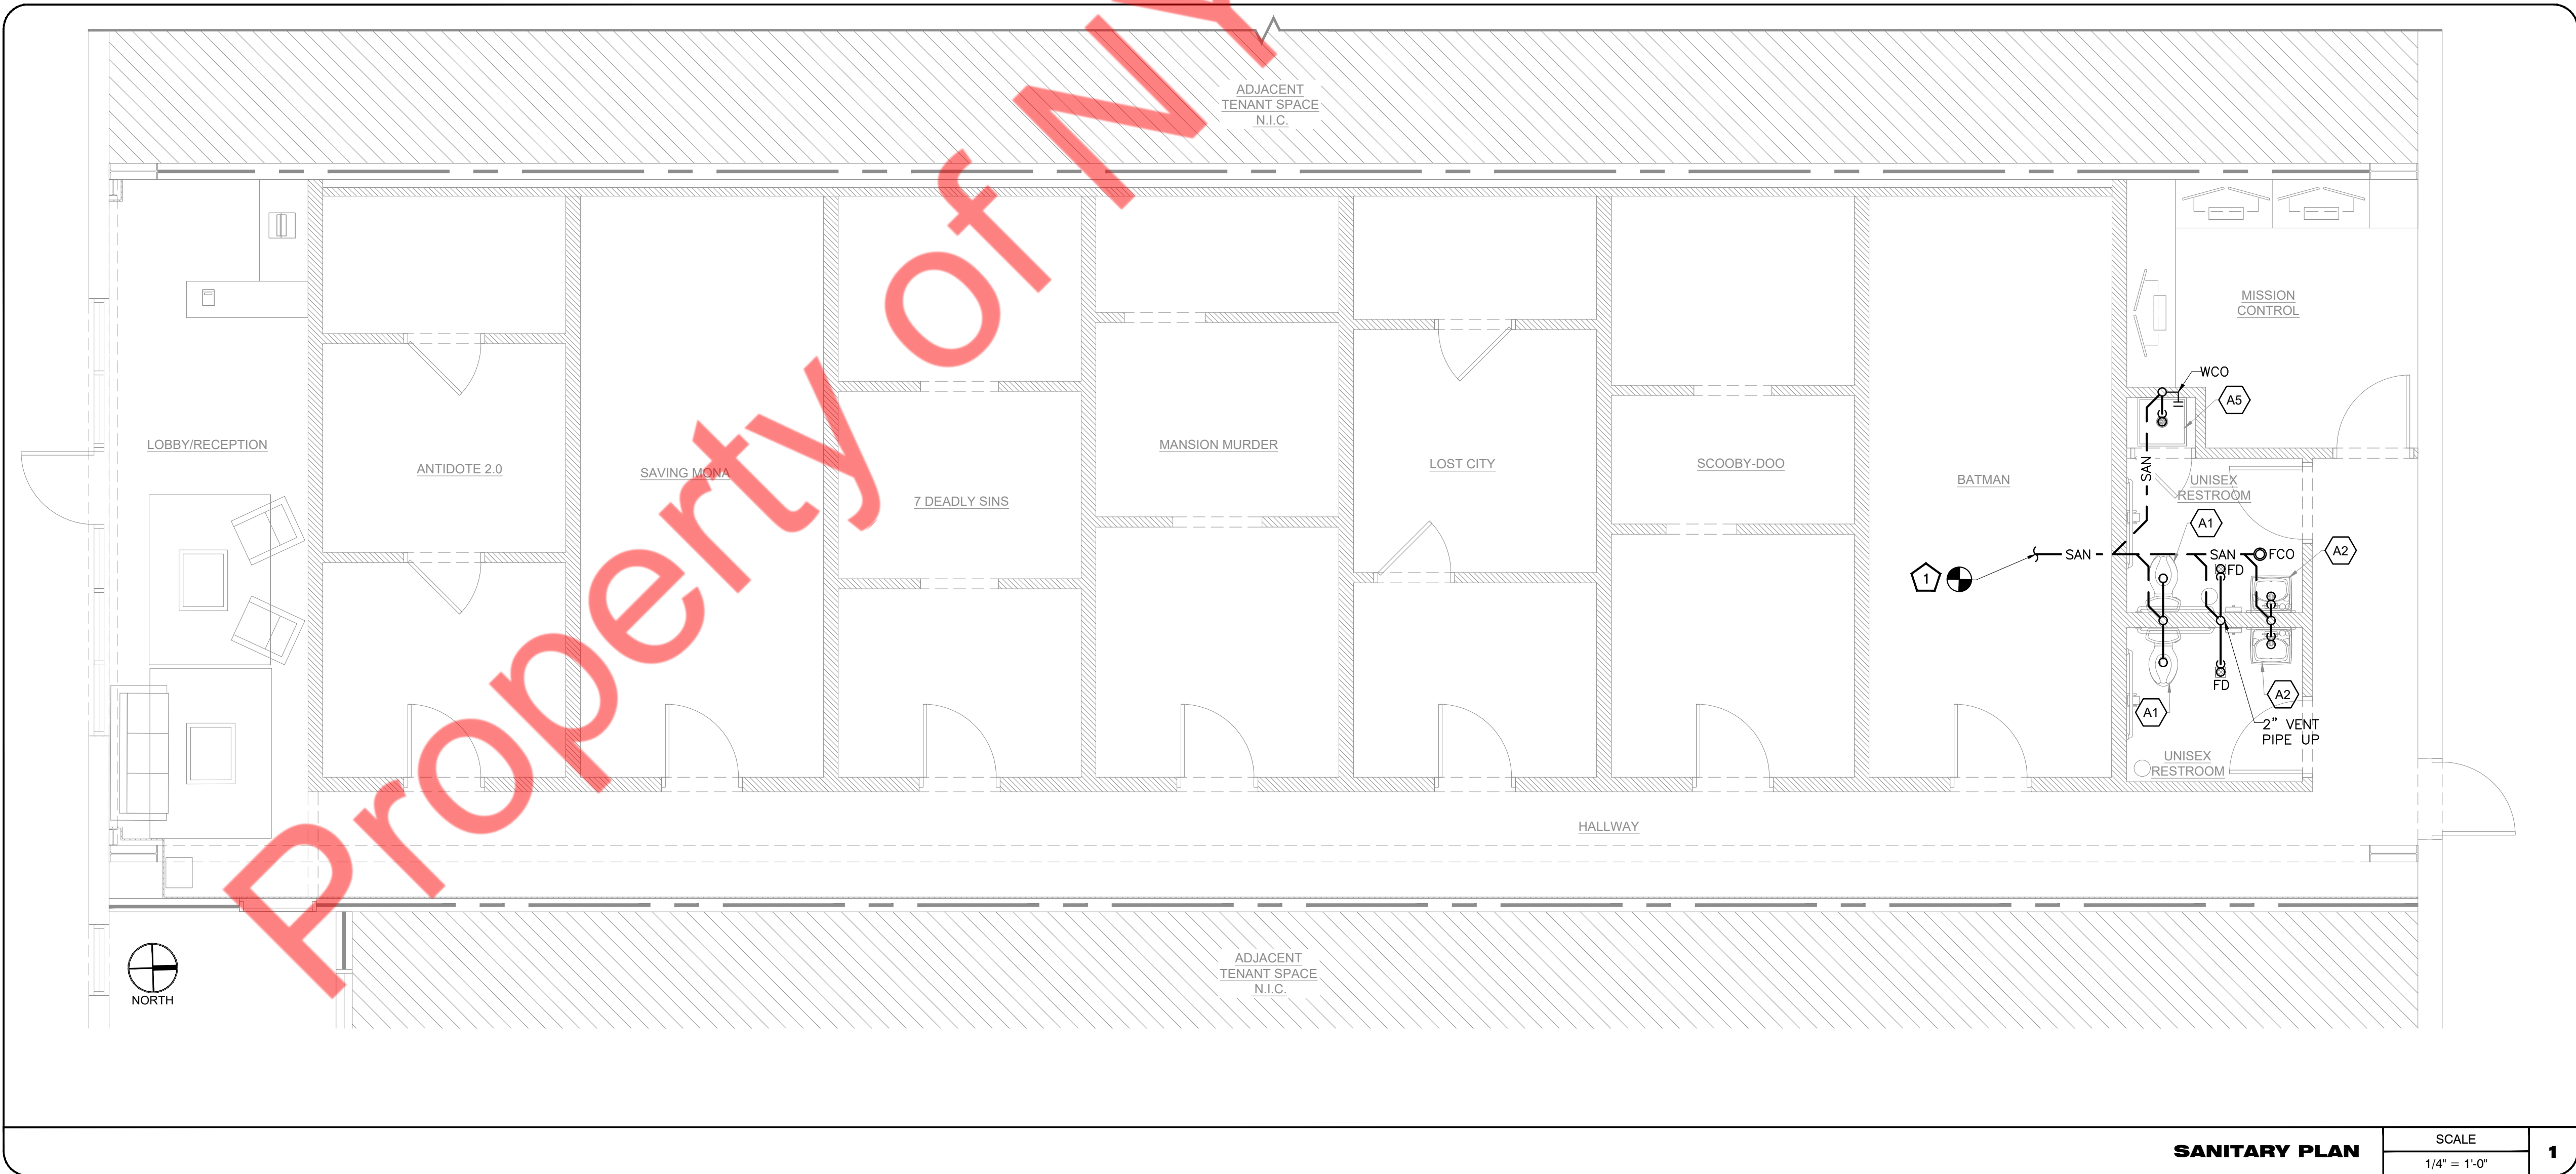 Property of NY
ADJACENT
TENANT SPACE
N.I.C.
MISSION
CONTROL
WCO
A5
LOBBY/RECEPTION
ANTIDOTE 2.0
SAVING MONA
7 DEADLY SINS
MANSION MURDER
LOST CITY
SCOOBY-DOO
BATMAN
SAN
UNISEX
RESTROOM
A1
SAN
SAN
FCO
A2
FD
1
FD
A1
A2
2" VENT
PIPE UP
UNISEX
RESTROOM
HALLWAY
ADJACENT
TENANT SPACE
N.I.C.
NORTH
SANITARY PLAN
SCALE
1/4" = 1'-0"
1